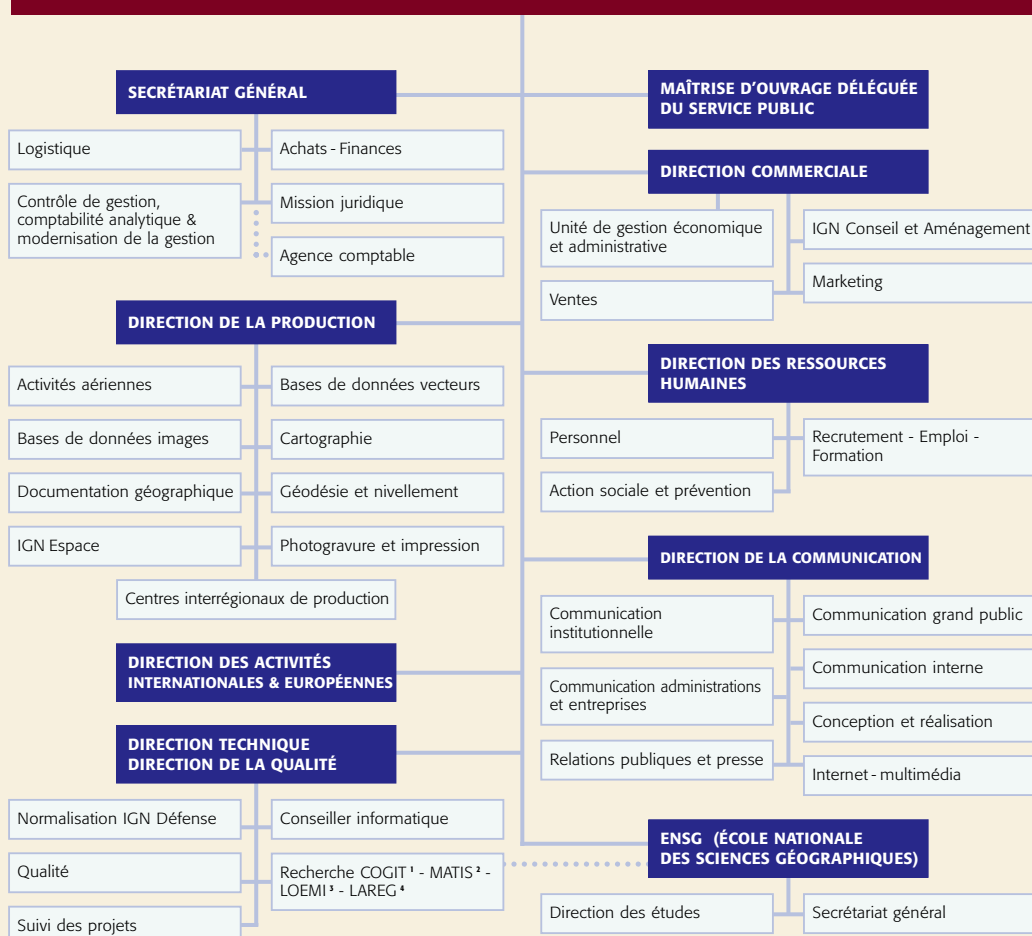 SECRÉTARIAT GÉNÉRAL
Logistique
Achats - Finances
Contrôle de gestion,
comptabilité analytique &
modernisation de la gestion
Mission juridique
Agence comptable
DIRECTION DE LA PRODUCTION
Activités aériennes
Bases de données vecteurs
Bases de données images
Cartographie
Documentation géographique
Géodésie et nivellement
IGN Espace
Photogravure et impression
Centres interrégionaux de production
DIRECTION DES ACTIVITÉS
INTERNATIONALES & EUROPÉENNES
DIRECTION TECHNIQUE
DIRECTION DE LA QUALITÉ
Normalisation IGN Défense
Conseiller informatique
Qualité
Recherche COGIT ¹ - MATIS ² -
LOEMI ³ - LAREG ⁴
Suivi des projets
MAÎTRISE D'OUVRAGE DÉLÉGUÉE
DU SERVICE PUBLIC
DIRECTION COMMERCIALE
Unité de gestion économique
et administrative
IGN Conseil et Aménagement
Ventes
Marketing
DIRECTION DES RESSOURCES
HUMAINES
Personnel
Recrutement - Emploi -
Formation
Action sociale et prévention
DIRECTION DE LA COMMUNICATION
Communication
institutionnelle
Communication grand public
Communication administrations
et entreprises
Communication interne
Conception et réalisation
Relations publiques et presse
Internet - multimédia
ENSG (ÉCOLE NATIONALE
DES SCIENCES GÉOGRAPHIQUES)
Direction des études
Secrétariat général